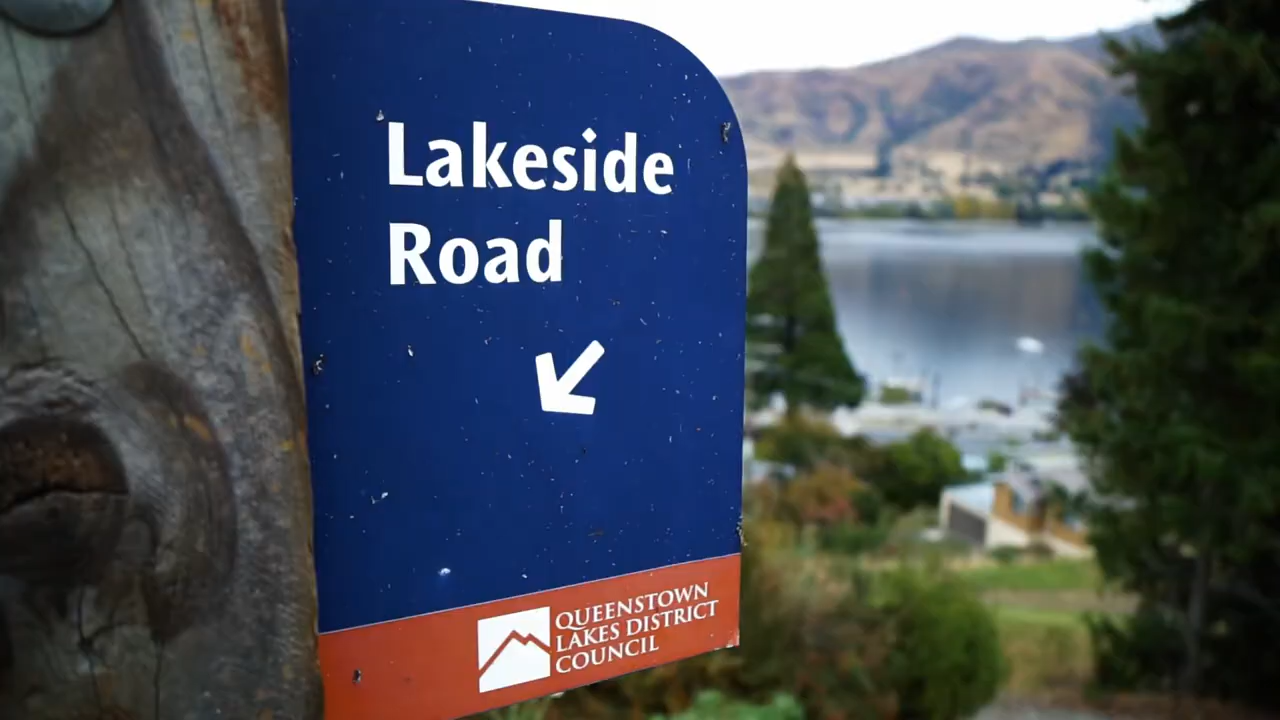 Lakeside
Road
QUEENSTOWN
LAKES DISTRICT
COUNCIL